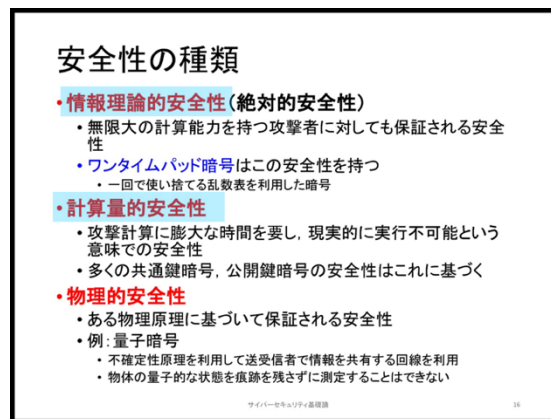 安全性の種類
•情報理論的安全性(絶対的安全性)
•無限大の計算能力を持つ攻撃者に対しても保証される安全
性
•ワンタイムパッド暗号はこの安全性を持つ
•一回で使い捨てる乱数表を利用した暗号
•計算量的安全性
•攻撃計算に膨大な時間を要し，現実的に実行不可能という
意味での安全性
•多くの共通鍵暗号，公開鍵暗号の安全性はこれに基づく
•物理的安全性
•ある物理原理に基づいて保証される安全性
•例：量子暗号
•不確定性原理を利用して送受信者で情報を共有する回線を利用
•物体の量子的な状態を痕跡を残さずに測定することはできない
サイバーセキュリティ基礎論
16